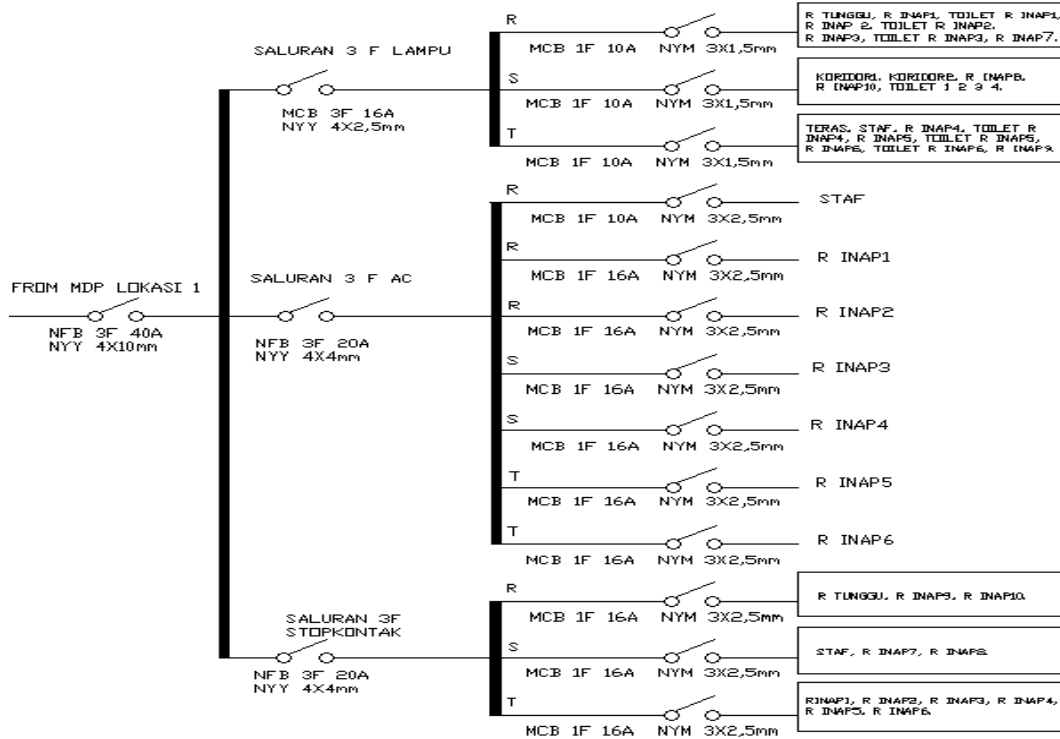 FROM MDP LOKASI 1
NFB 3F 40A
NYY 4X10mm
SALURAN 3 F LAMPU
MCB 3F 16A
NYY 4X2,5mm
R
MCB 1F 10A NYM 3X1,5mm
R TUNGGU, R INAP1, TOILET R INAP1,
R INAP 2, TOILET R INAP2.
R INAP3, TOILET R INAP3, R INAP7.
S
MCB 1F 10A NYM 3X1,5mm
KORIDOR1. KORIDOR2, R INAP8.
R INAP10, TOILET 1 2 3 4.
T
MCB 1F 10A NYM 3X1,5mm
TERAS. STAF, R INAP4, TOILET R
INAP4, R INAP5, TOILET R INAP5,
R INAP6, TOILET R INAP6, R INAP9.
SALURAN 3 F AC
NFB 3F 20A
NYY 4X4mm
R
MCB 1F 10A NYM 3X2,5mm
STAF
R
MCB 1F 16A NYM 3X2,5mm
R INAP1
R
MCB 1F 16A NYM 3X2,5mm
R INAP2
S
MCB 1F 16A NYM 3X2,5mm
R INAP3
S
MCB 1F 16A NYM 3X2,5mm
R INAP4
T
MCB 1F 16A NYM 3X2,5mm
R INAP5
T
MCB 1F 16A NYM 3X2,5mm
R INAP6
SALURAN 3F
STOPKONTAK
NFB 3F 20A
NYY 4X4mm
R
MCB 1F 16A NYM 3X2,5mm
R TUNGGU, R INAP9, R INAP10.
S
MCB 1F 16A NYM 3X2,5mm
STAF, R INAP7, R INAP8.
T
MCB 1F 16A NYM 3X2,5mm
RINAP1, R INAP2, R INAP3, R INAP4,
R INAP5. R INAP6.